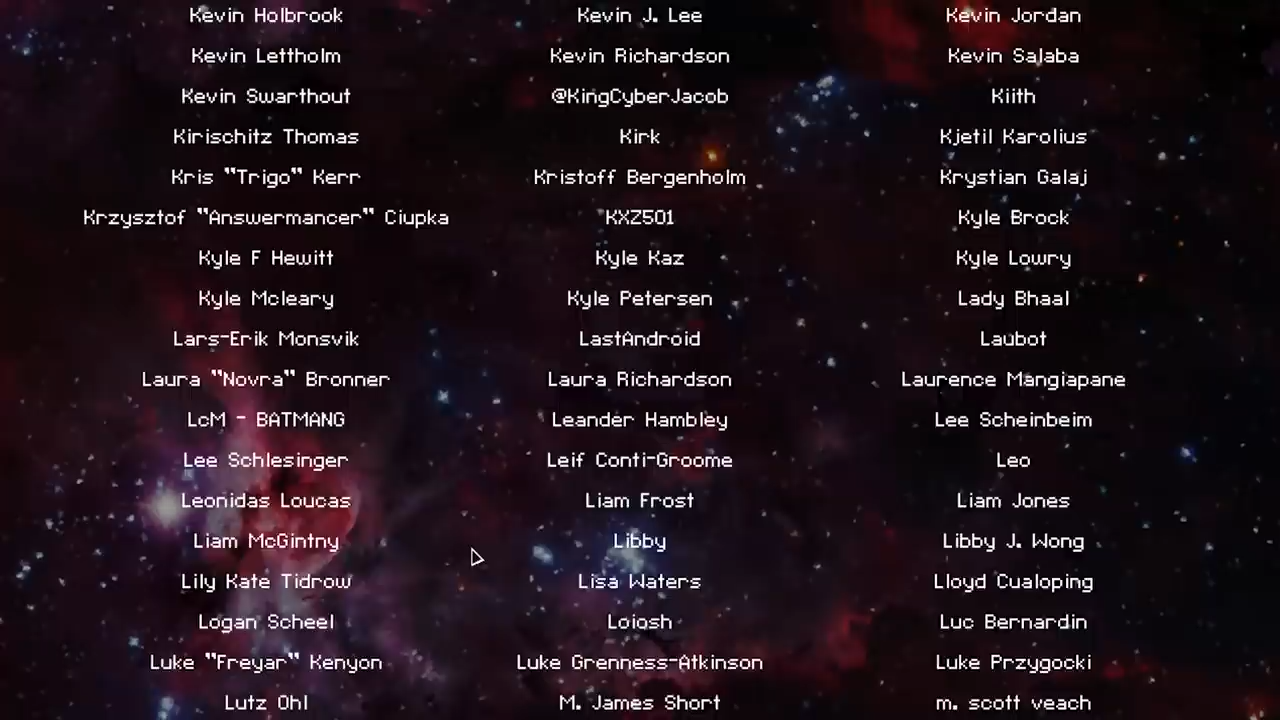 Kevin Holbrook Kevin J. Lee Kevin Jordan
Kevin Lettholm Kevin Richardson Kevin Salaba
Kevin Swarthout @KingCyberJacob Kiith
Kirischitz Thomas Kirk Kjetil Karolius
Kris "Trigo" Kerr Kristoff Bergenholm Krystian Galaj
Krzysztof "Answermancer" Ciupka KXZ501 Kyle Brock
Kyle F Hewitt Kyle Kaz Kyle Lowry
Kyle Mcleary Kyle Petersen Lady Bhaal
Lars-Erik Monsvik LastAndroid Laubot
Laura "Novra" Bronner Laura Richardson Laurence Mangiapane
LcM - BATMANG Leander Hambley Lee Scheinbeim
Lee Schlesinger Leif Conti-Groome Leo
Leonidas Loucas Liam Frost Liam Jones
Liam McGintny Libby Libby J. Wong
Lily Kate Tidrow Lisa Waters Lloyd Cualoping
Logan Scheel Loiosh Luc Bernardin
Luke "Freyar" Kenyon Luke Grenness-Atkinson Luke Przygocki
Lutz Ohl M. James Short m. scott veach